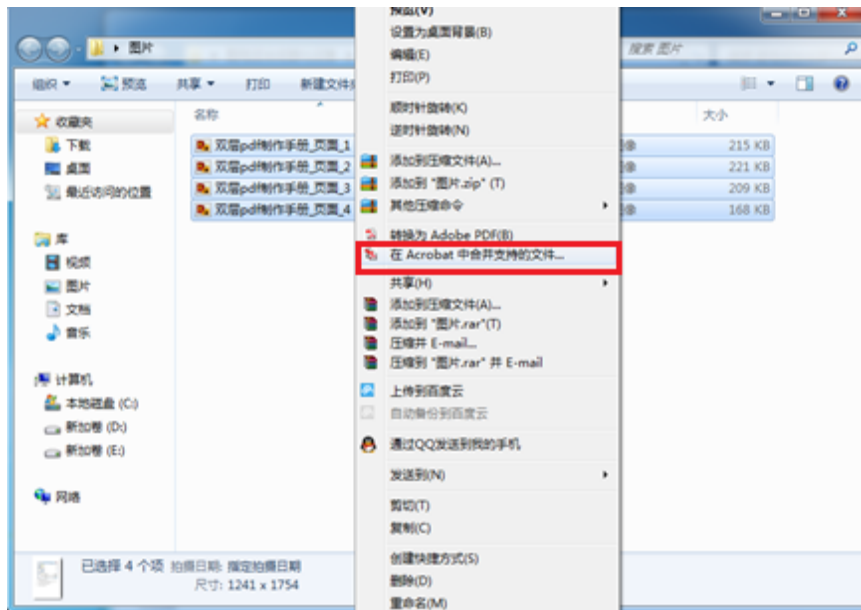 图片
搜索 图片
组织
预览
共享
打印
新建文件
名称
大小
收藏夹
下载
桌面
最近访问的位置
库
视频
图片
文档
音乐
计算机
本地磁盘 (C:)
新加卷 (D:)
新加卷 (E:)
网络
双层pdf制作手册_页面_1
215 KB
双层pdf制作手册_页面_2
221 KB
双层pdf制作手册_页面_3
209 KB
双层pdf制作手册_页面_4
168 KB
预览(V)
设置为桌面背景(B)
编辑(E)
打印(P)
顺时针旋转(K)
逆时针旋转(N)
添加到压缩文件(A)...
添加到 "图片.zip" (T)
其他压缩命令
转换为 Adobe PDF(B)
在 Acrobat 中合并支持的文件...
共享(H)
添加到压缩文件(A)...
添加到 "图片.rar"(T)
压缩并 E-mail...
压缩到 "图片.rar" 并 E-mail
上传到百度云
自动备份到百度云
通过QQ发送到我的手机
发送到(N)
剪切(T)
复制(C)
创建快捷方式(S)
删除(D)
重命名(M)
已选择 4 个项
拍摄日期: 指定拍摄日期
尺寸: 1241 x 1754